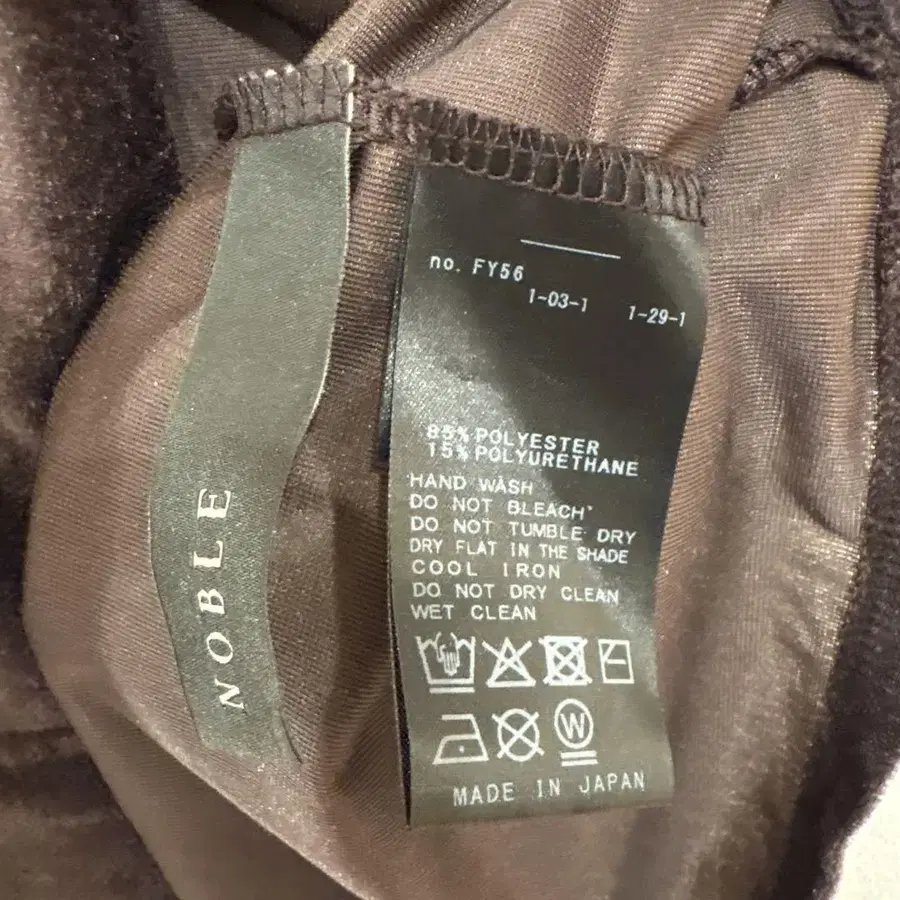 NOBLE
no. FY56
1-03-1 1-29-1
85% POLYESTER
15% POLYURETHANE
HAND WASH
DO NOT BLEACH
DO NOT TUMBLE DRY
DRY FLAT IN THE SHADE
COOL IRON
DO NOT DRY CLEAN
WET CLEAN
W
MADE IN JAPAN